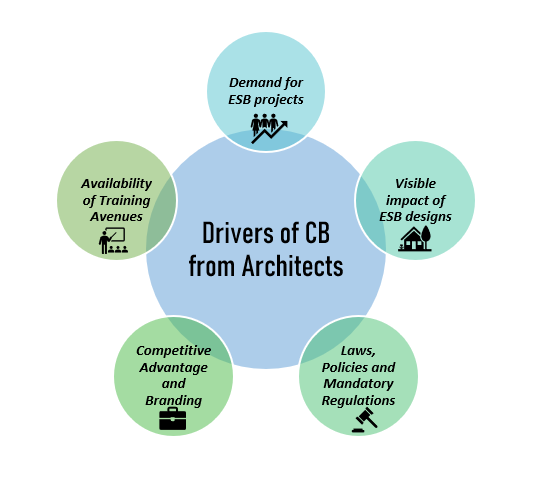 Demand for
ESB projects
Availability
of Training
Avenues
Visible
impact of
ESB designs
Drivers of CB
from Architects
Competitive
Advantage
and
Branding
Laws,
Policies and
Mandatory
Regulations